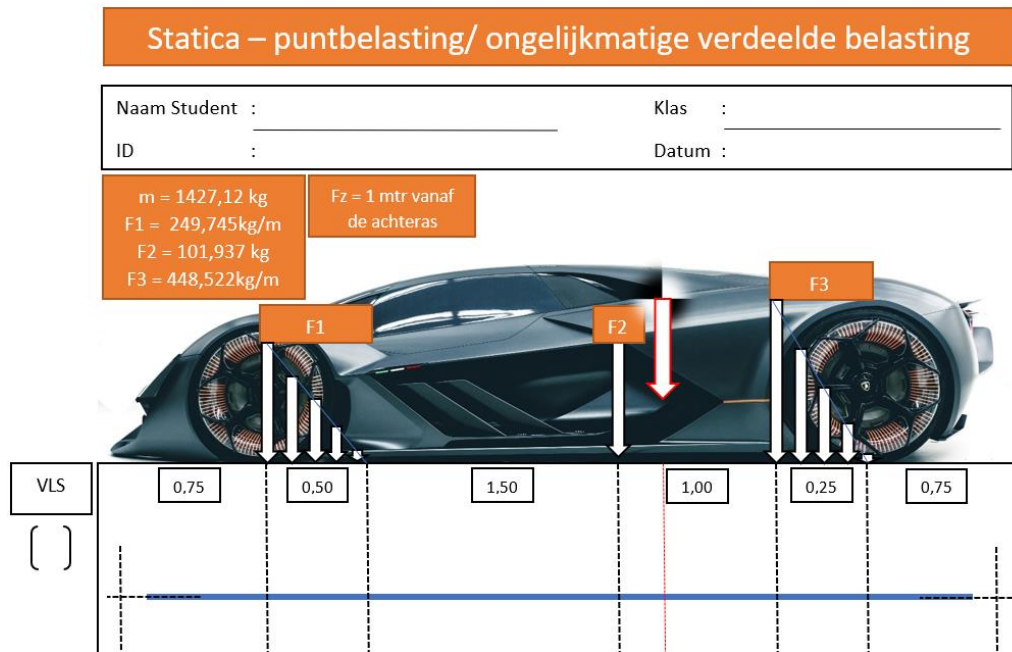 Statica – puntbelasting/ ongelijkmatige verdeelde belasting
Naam Student :
Klas :
ID :
Datum :
m = 1427,12 kg
F1 = 249,745kg/m
F2 = 101,937 kg
F3 = 448,522kg/m
Fz = 1 mtr vanaf
de achteras
F1
F2
F3
VLS
0,75
0,50
1,50
1,00
0,25
0,75